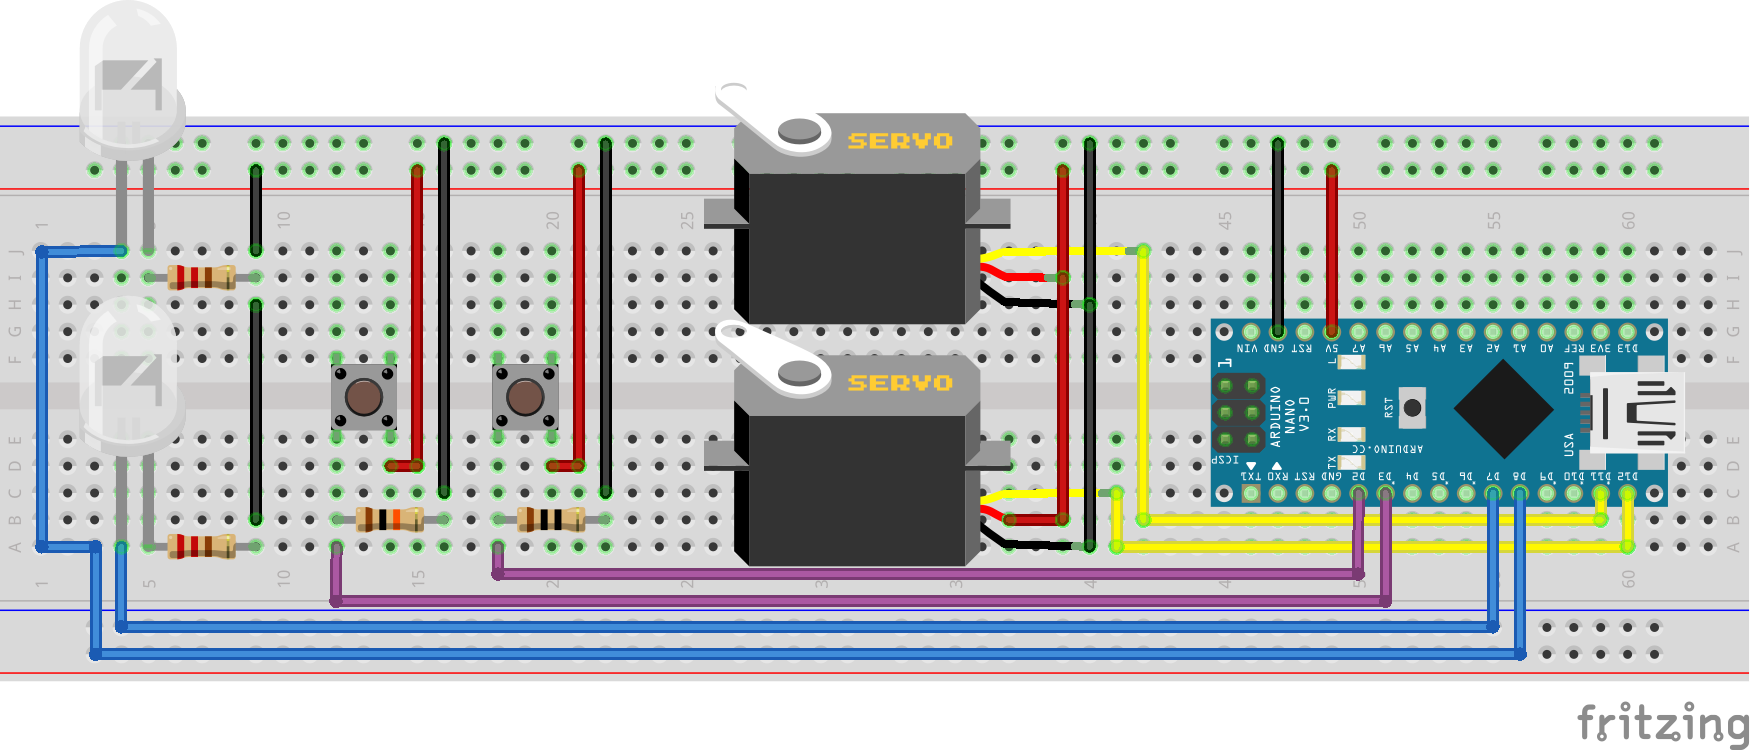 SERVO
1 10 15 20 25 45 50 55 60
J J
I I
H H
G G
F F
SERVO
VIN GND RST 5V A7 A6 A5 A4 A3 A2 A1 A0 REF 3V3 D13
L
PWR
RX
TX
ARDUINO
NANO
V3.0
RST
ARDUINO.CC
ICSP
USA
TX1 RX0 RST GND D2 D3 D4 D5 D6 D7 D8 D9 D10 D11 D12
E E
D D
C C
B B
A A
1 5 10 15 20 45 60
fritzing